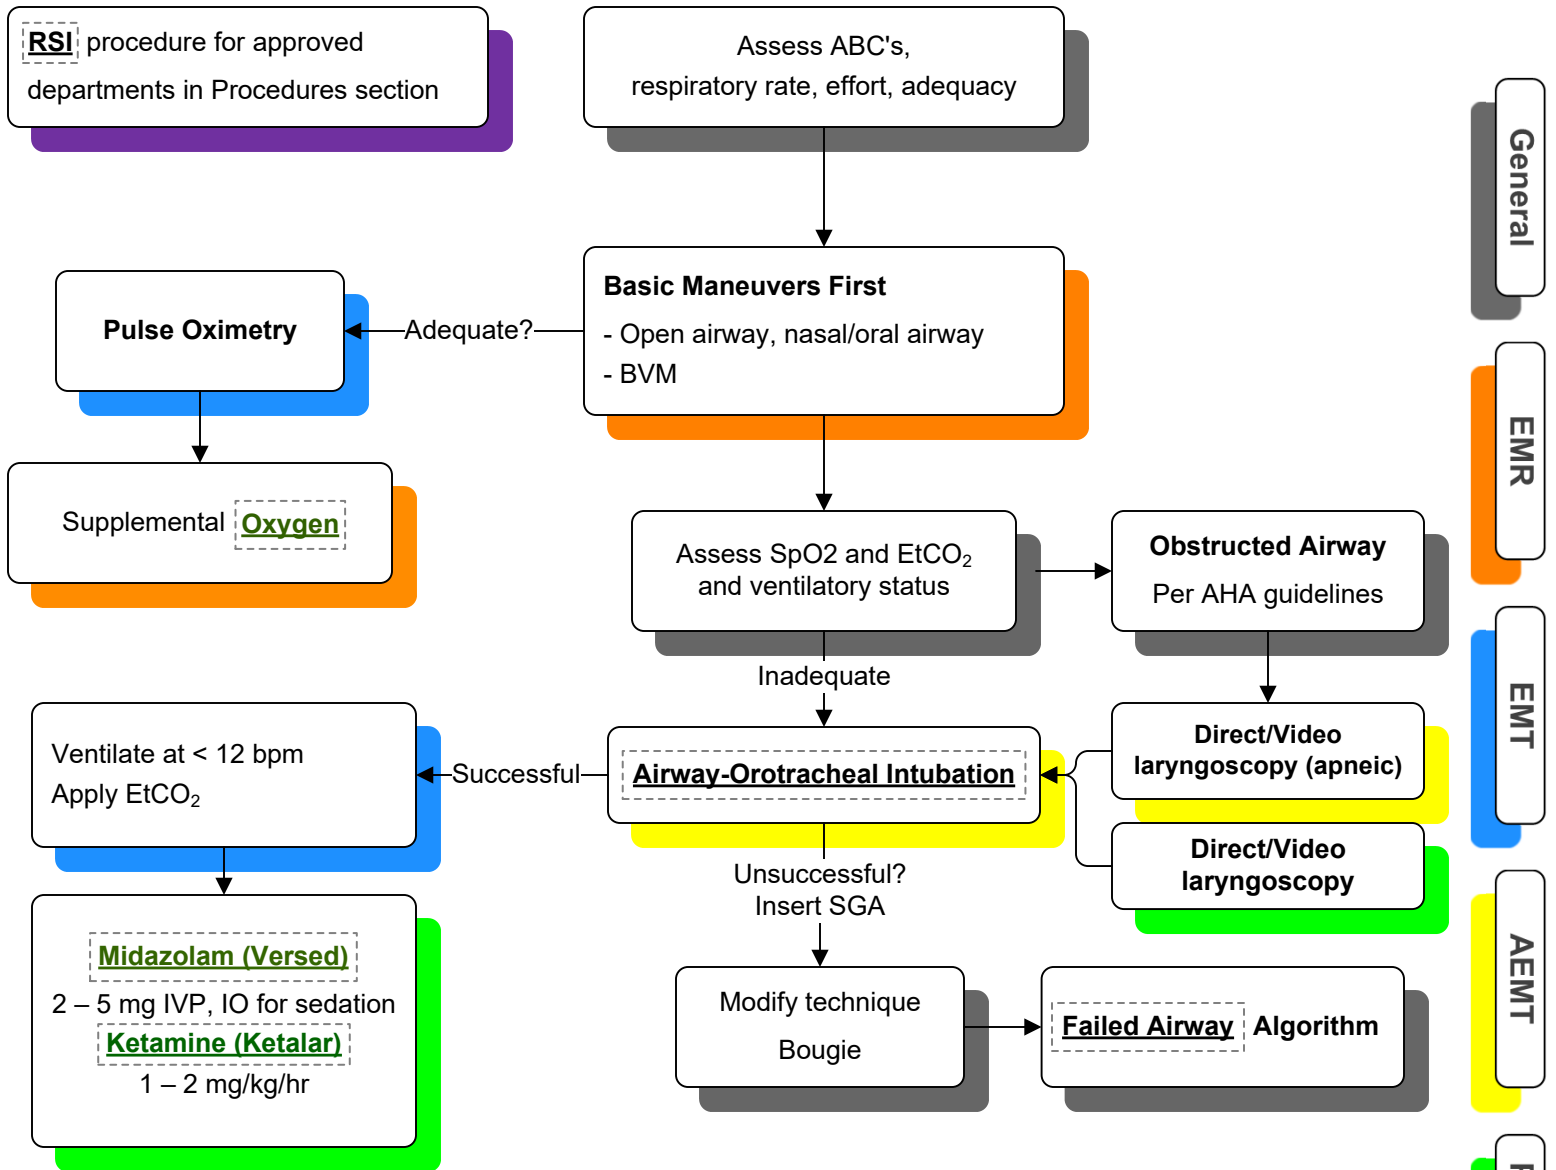 RSI procedure for approved
departments in Procedures section
Assess ABC's,
respiratory rate, effort, adequacy
Basic Maneuvers First
- Open airway, nasal/oral airway
- BVM
Adequate?
Pulse Oximetry
Supplemental Oxygen
Assess SpO2 and EtCO₂
and ventilatory status
Obstructed Airway
Per AHA guidelines
Inadequate
Direct/Video
laryngoscopy (apneic)
Direct/Video
laryngoscopy
Airway-Orotracheal Intubation
Successful
Ventilate at < 12 bpm
Apply EtCO₂
Midazolam (Versed)
2 – 5 mg IVP, IO for sedation
Ketamine (Ketalar)
1 – 2 mg/kg/hr
Unsuccessful?
Insert SGA
Modify technique
Bougie
Failed Airway Algorithm
General
EMR
EMT
AEMT